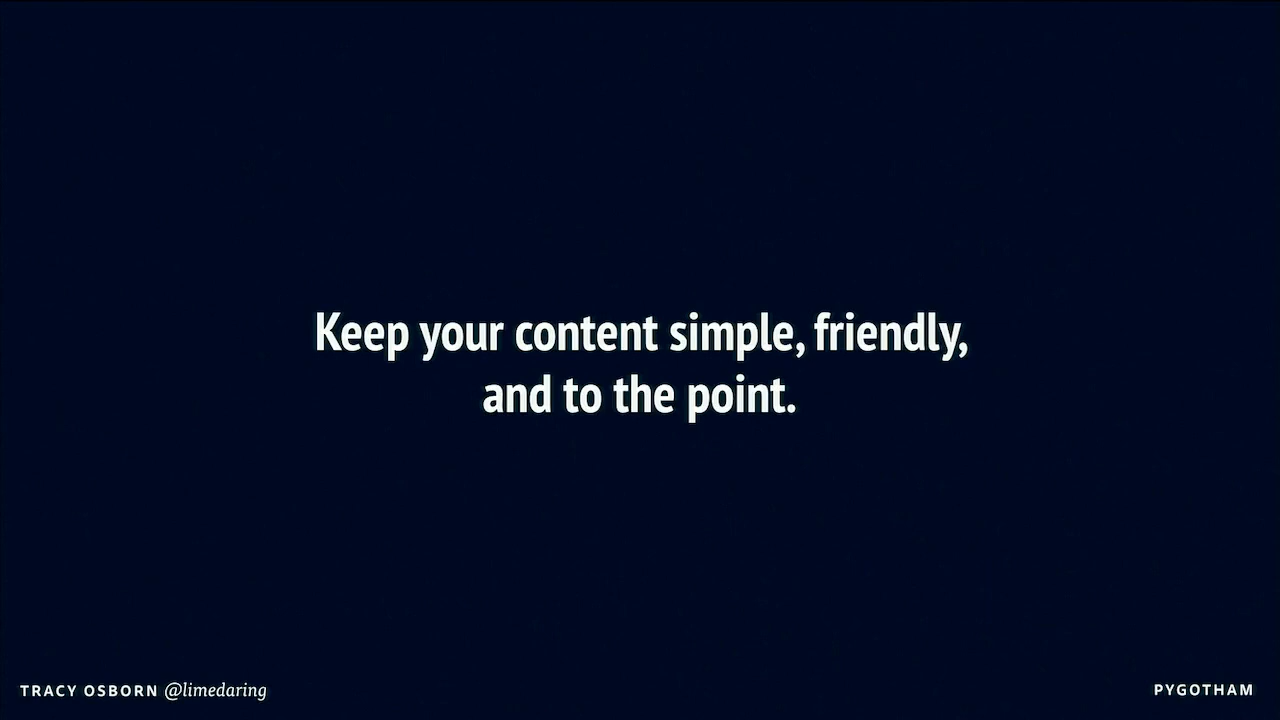 Keep your content simple, friendly,
and to the point.
TRACY OSBORN @limedaring
PYGOTHAM